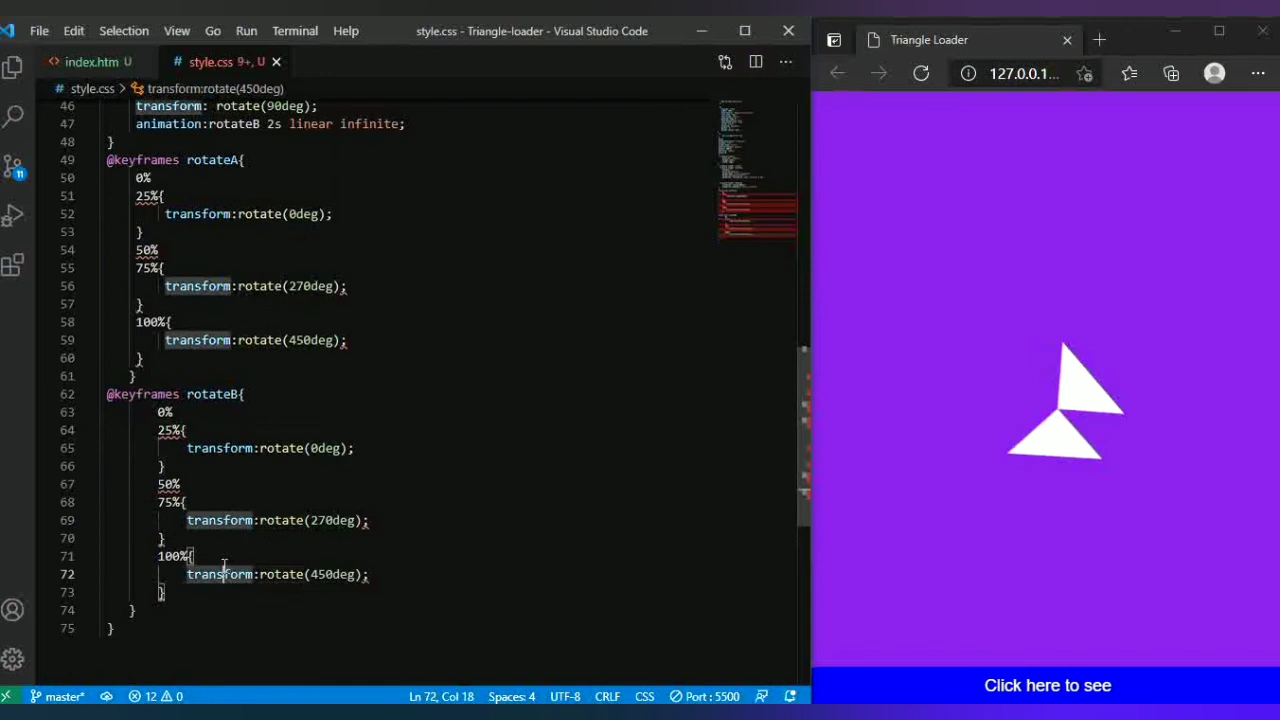 File Edit Selection View Go Run Terminal Help style.css - Triangle-loader - Visual Studio Code
index.htm U style.css 9+, U
style.css > transform:rotate(450deg)
46 transform: rotate(90deg);
47 animation:rotateB 2s linear infinite;
48 }
49 @keyframes rotateA{
50 0%
51 25%{
52 transform:rotate(0deg);
53 }
54 50%
55 75%{
56 transform:rotate(270deg);
57 }
58 100%{
59 transform:rotate(450deg);
60 }
61 }
62 @keyframes rotateB{
63 0%
64 25%{
65 transform:rotate(0deg);
66 }
67 50%
68 75%{
69 transform:rotate(270deg);
70 }
71 100%{
72 transform:rotate(450deg);
73 }
74 }
75 }
11
master* 12 0 Ln 72, Col 18 Spaces: 4 UTF-8 CRLF CSS Port : 5500
Triangle Loader
127.0.0.1...
Click here to see